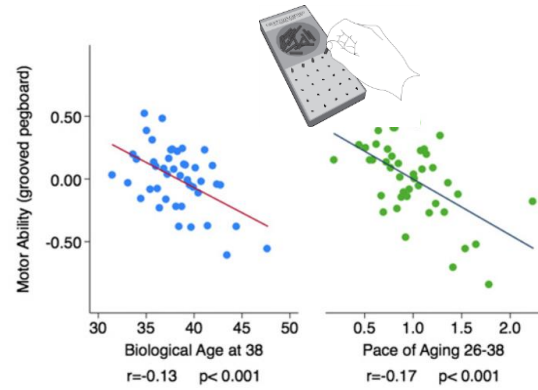 Motor Ability (grooved pegboard)
0.50
0.00
-0.50
30 35 40 45 50
0.5 1.0 1.5 2.0
Biological Age at 38
Pace of Aging 26-38
r=-0.13 p< 0.001
r=-0.17 p< 0.001